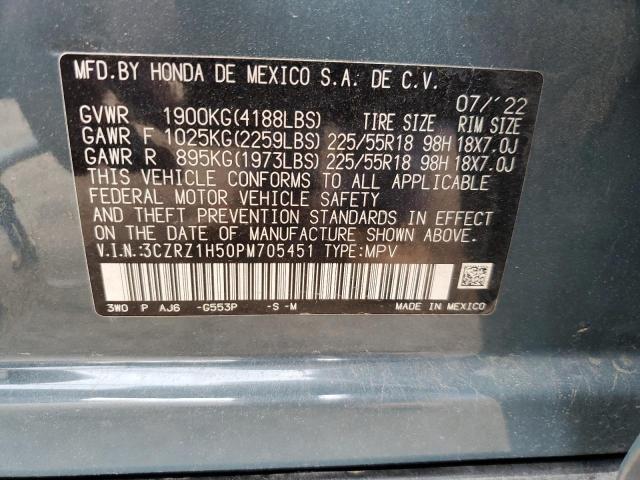 MFD.BY HONDA DE MEXICO S.A. DE C.V.
07/'22
GVWR 1900KG(4188LBS) TIRE SIZE RIM SIZE
GAWR F 1025KG(2259LBS) 225/55R18 98H 18X7.0J
GAWR R 895KG(1973LBS) 225/55R18 98H 18X7.0J
THIS VEHICLE CONFORMS TO ALL APPLICABLE
FEDERAL MOTOR VEHICLE SAFETY
AND THEFT PREVENTION STANDARDS IN EFFECT
ON THE DATE OF MANUFACTURE SHOWN ABOVE.
V.I.N.:3CZRZ1H50PM705451 TYPE:MPV
3W0 P AJ6 -G553P -S -M MADE IN MEXICO